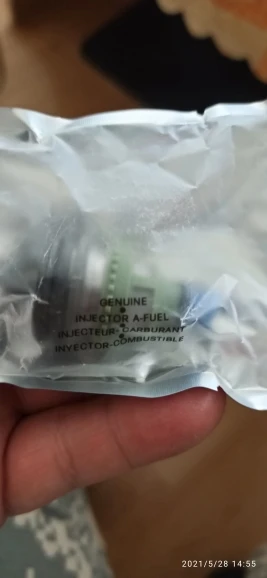 GENUINE
INJECTOR A-FUEL
INJECTEUR- CARBURANT
INYECTOR-COMBUSTIBLE
2021/5/28 14:55